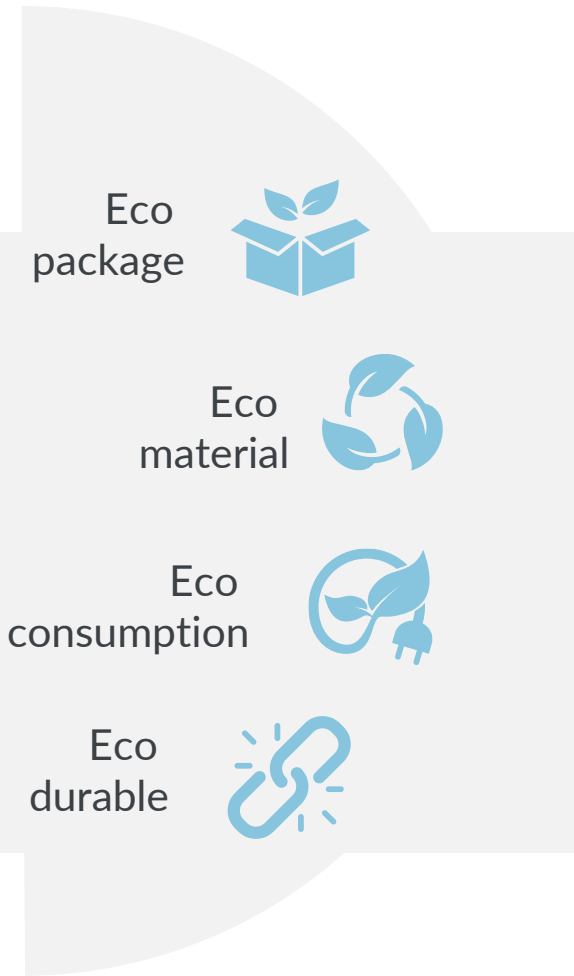 Eco
package
Eco
material
Eco
consumption
Eco
durable